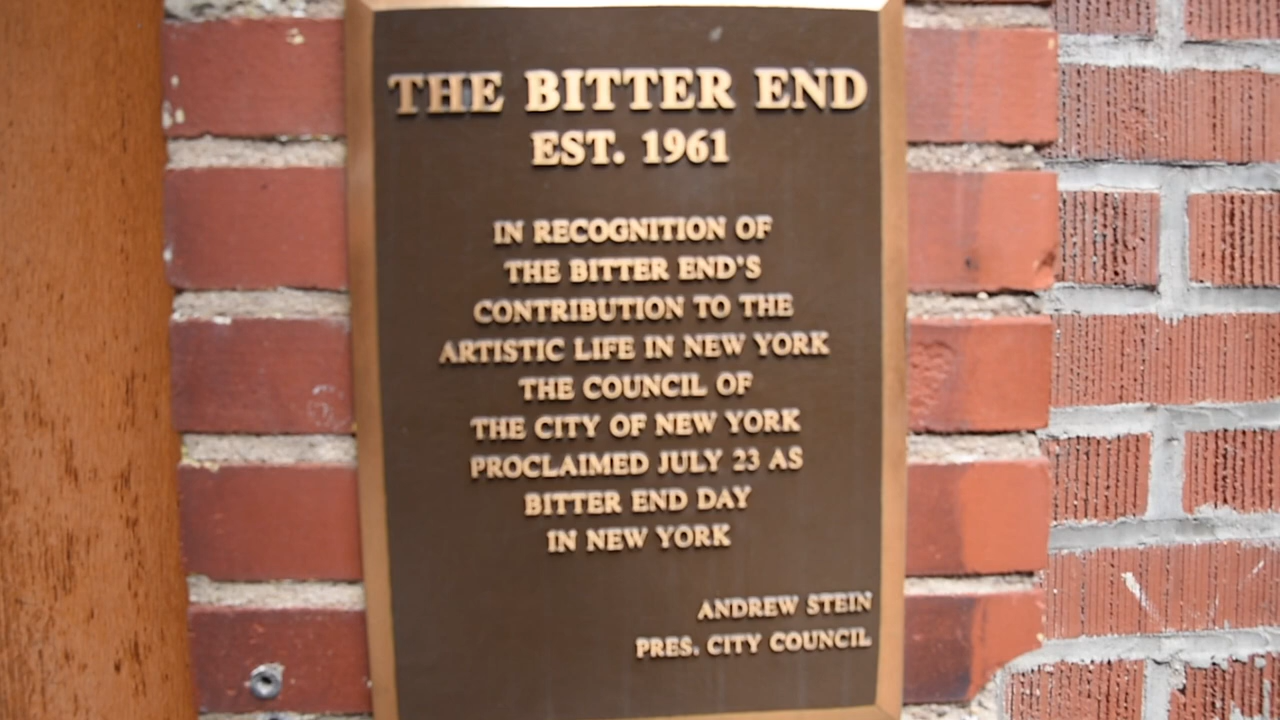 THE BITTER END
EST. 1961
IN RECOGNITION OF
THE BITTER END'S
CONTRIBUTION TO THE
ARTISTIC LIFE IN NEW YORK
THE COUNCIL OF
THE CITY OF NEW YORK
PROCLAIMED JULY 23 AS
BITTER END DAY
IN NEW YORK
ANDREW STEIN
PRES. CITY COUNCIL